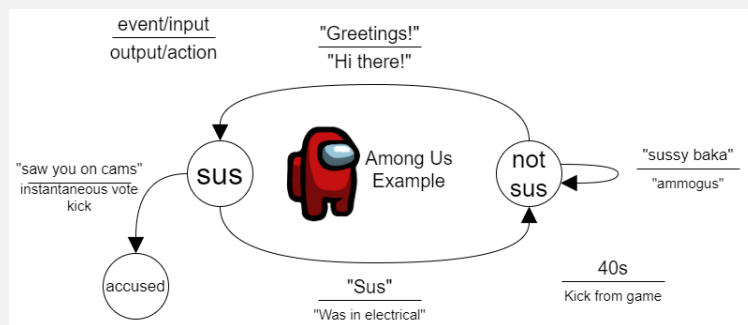 event/input
output/action
"Greetings!"
"Hi there!"
"saw you on cams"
instantaneous vote
kick
sus
Among Us
Example
not
sus
"sussy baka"
"ammogus"
accused
"Sus"
"Was in electrical"
40s
Kick from game